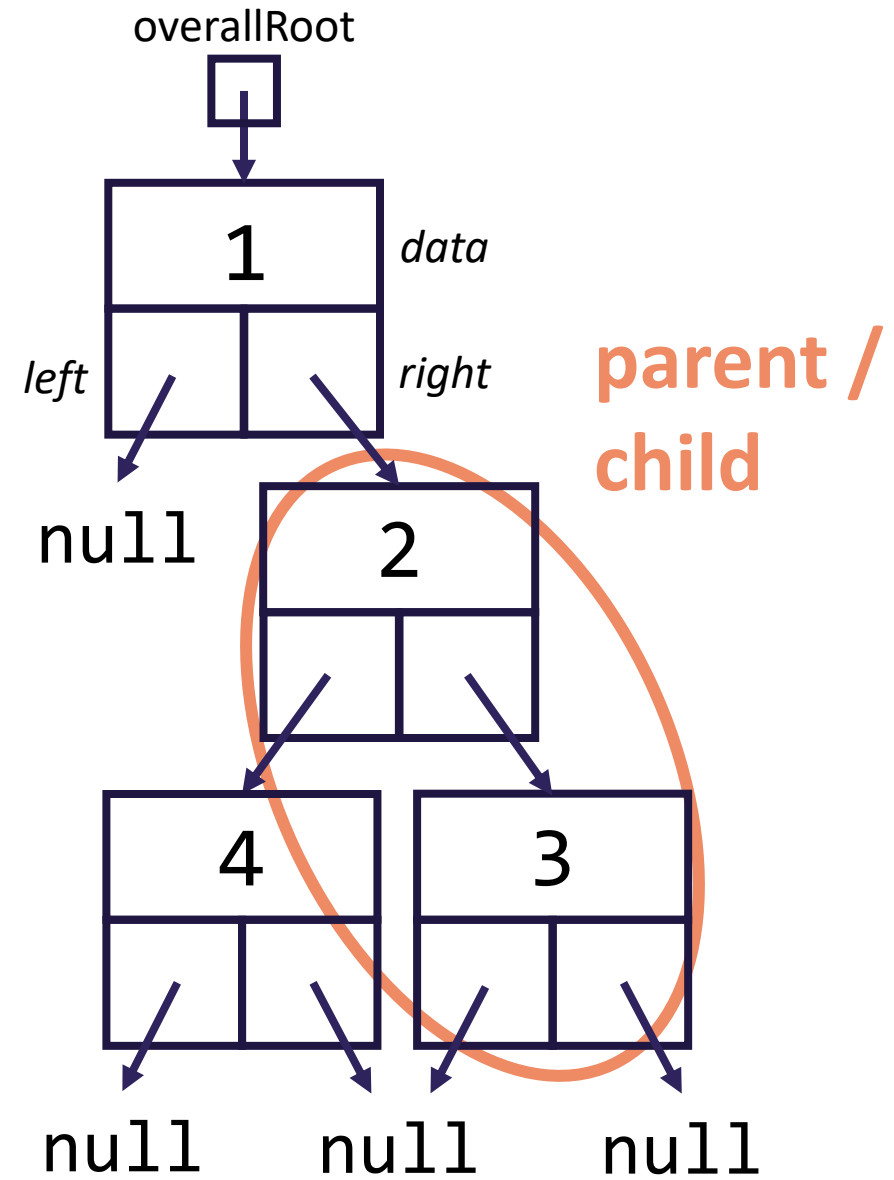 overallRoot
1
data
left
right
parent /
child
null
2
4
3
null
null
null